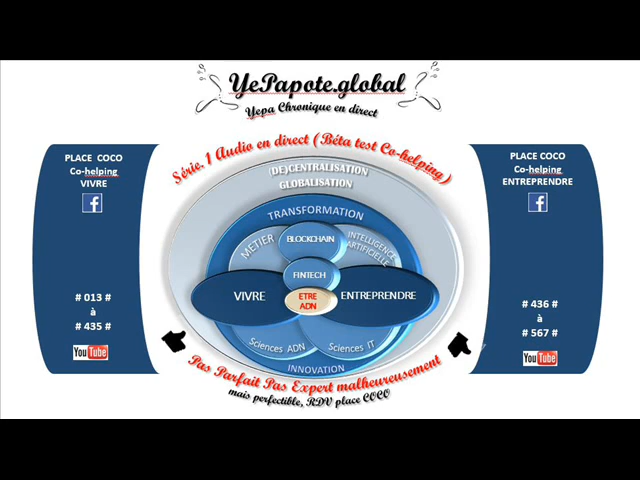 YePapote.global
Yepa Chronique en direct
Série, 1 Audio en direct (Béta test Co-helping)
(DE)CENTRALISATION
GLOBALISATION
TRANSFORMATION
METIER
BLOCKCHAIN
INTELLIGENCE
ARTIFICIELLE
FINTECH
VIVRE
ETRE
ADN
ENTREPRENDRE
Sciences ADN
Sciences IT
INNOVATION
Pas Parfait Pas Expert malheureusement
mais perfectible, RDV place COCO
PLACE COCO
Co-helping
VIVRE
f
# 013 #
à
# 435 #
YouTube
PLACE COCO
Co-helping
ENTREPRENDRE
f
# 436 #
à
# 567 #
YouTube